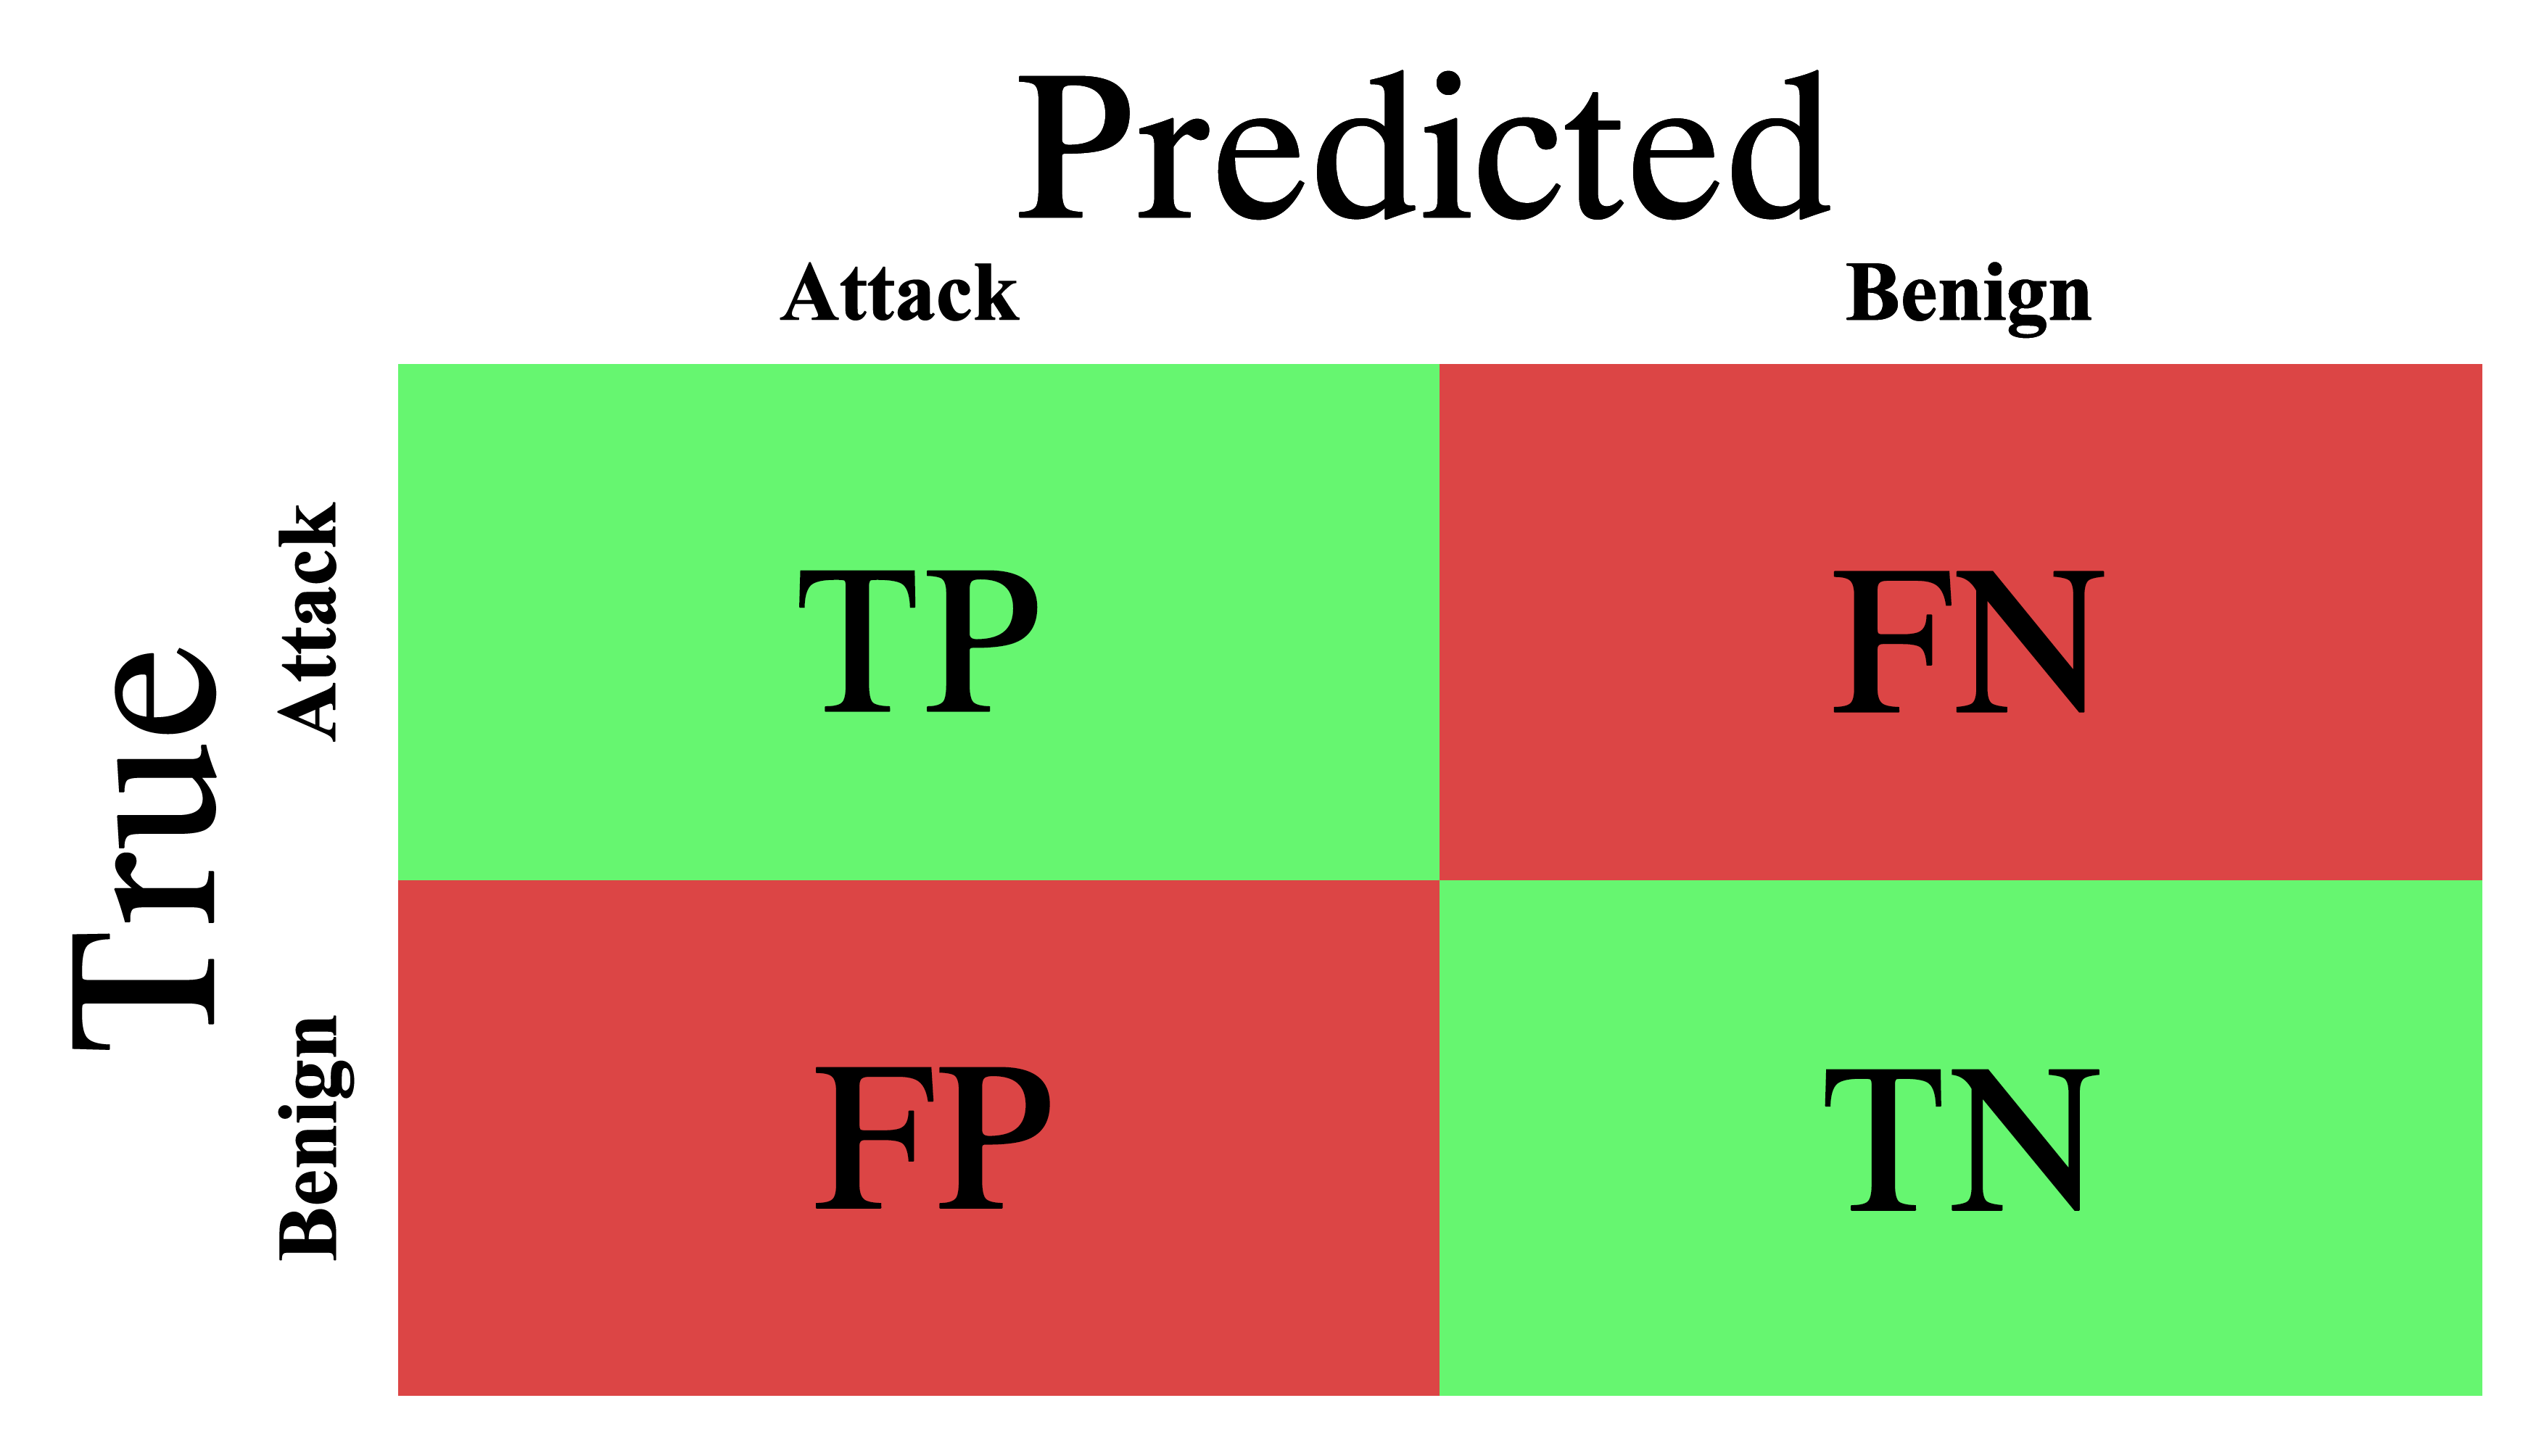 Predicted
Attack Benign
True
Attack
TP FN
Benign
FP TN